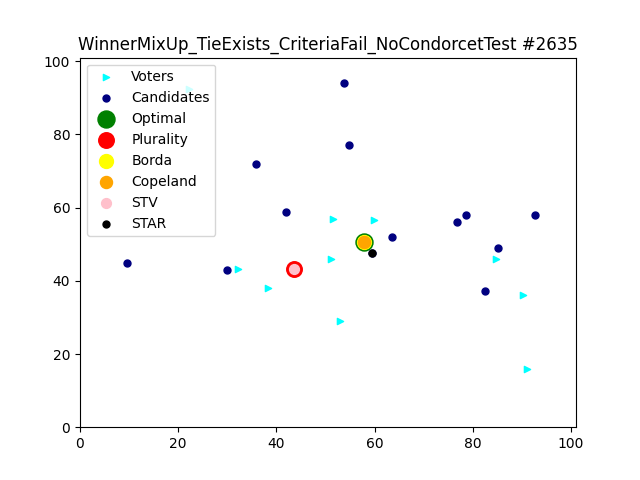 WinnerMixUp_TieExists_CriteriaFail_NoCondorcetTest #2635
100
80
60
40
20
0
Voters
Candidates
Optimal
Plurality
Borda
Copeland
STV
STAR
0 20 40 60 80 100